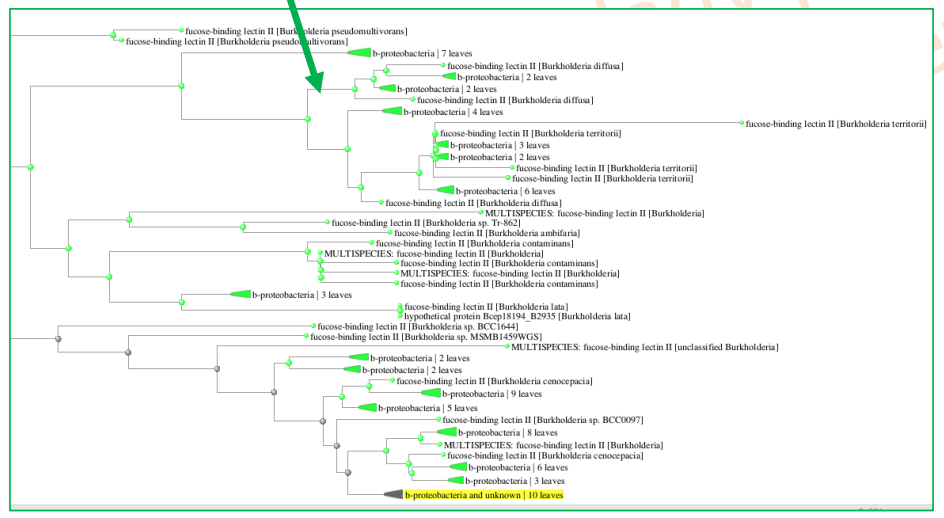 fucose-binding lectin II [Burkholderia pseudomultivorans]
fucose-binding lectin II [Burkholderia pseudomultivorans]
b-proteobacteria | 7 leaves
fucose-binding lectin II [Burkholderia diffusa]
b-proteobacteria | 2 leaves
b-proteobacteria | 2 leaves
fucose-binding lectin II [Burkholderia diffusa]
b-proteobacteria | 4 leaves
fucose-binding lectin II [Burkholderia territorii]
fucose-binding lectin II [Burkholderia territorii]
b-proteobacteria | 3 leaves
b-proteobacteria | 2 leaves
fucose-binding lectin II [Burkholderia territorii]
fucose-binding lectin II [Burkholderia territorii]
b-proteobacteria | 6 leaves
fucose-binding lectin II [Burkholderia diffusa]
MULTISPECIES: fucose-binding lectin II [Burkholderia]
fucose-binding lectin II [Burkholderia sp. Tr-862]
fucose-binding lectin II [Burkholderia ambifaria]
fucose-binding lectin II [Burkholderia contaminans]
MULTISPECIES: fucose-binding lectin II [Burkholderia]
fucose-binding lectin II [Burkholderia contaminans]
MULTISPECIES: fucose-binding lectin II [Burkholderia]
fucose-binding lectin II [Burkholderia contaminans]
b-proteobacteria | 3 leaves
fucose-binding lectin II [Burkholderia lata]
hypothetical protein Bcep18194_B2935 [Burkholderia lata]
fucose-binding lectin II [Burkholderia sp. BCC1644]
fucose-binding lectin II [Burkholderia sp. MSMB1459WGS]
MULTISPECIES: fucose-binding lectin II [unclassified Burkholderia]
b-proteobacteria | 2 leaves
b-proteobacteria | 2 leaves
fucose-binding lectin II [Burkholderia cenocepacia]
b-proteobacteria | 9 leaves
b-proteobacteria | 5 leaves
fucose-binding lectin II [Burkholderia sp. BCC0097]
b-proteobacteria | 8 leaves
MULTISPECIES: fucose-binding lectin II [Burkholderia]
fucose-binding lectin II [Burkholderia cenocepacia]
b-proteobacteria | 6 leaves
b-proteobacteria | 3 leaves
b-proteobacteria and unknown | 10 leaves